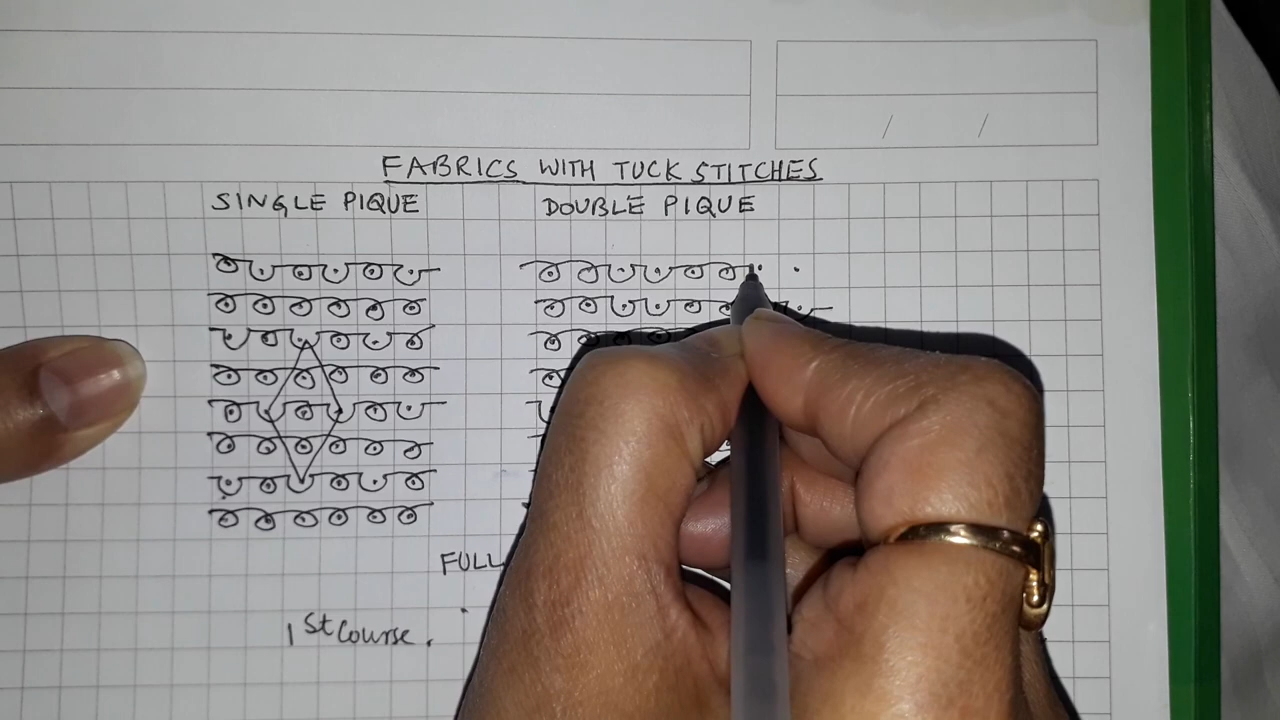 FABRICS WITH TUCK STITCHES
SINGLE PIQUE
DOUBLE PIQUE
FULL
1st Course.